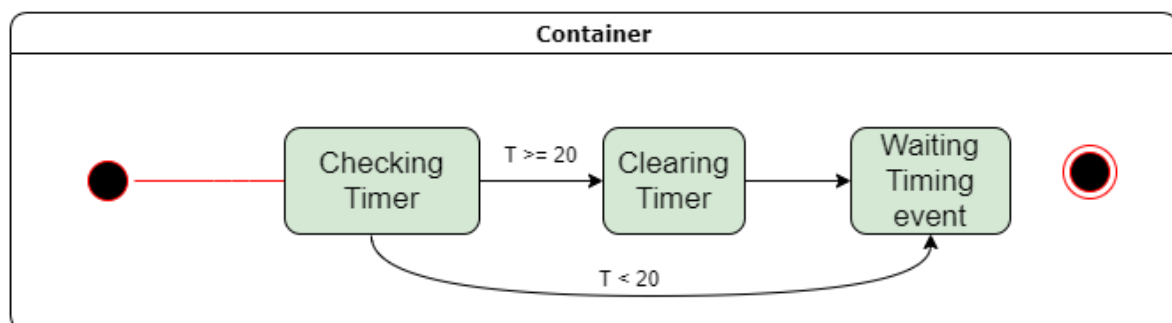 Container
Checking
Timer
T >= 20
Clearing
Timer
Waiting
Timing
event
T < 20